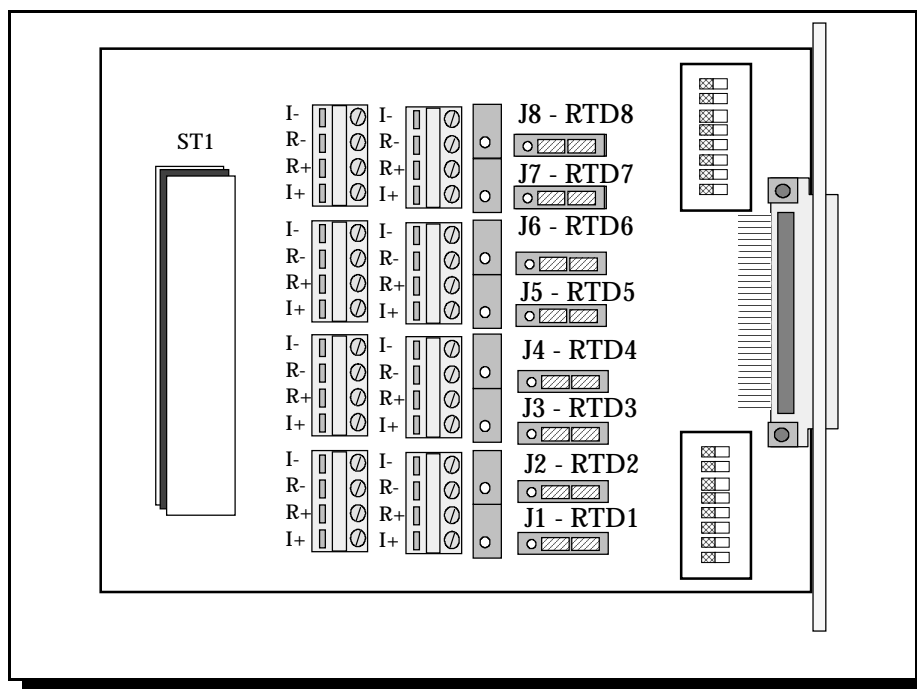 I- I- J8 - RTD8
ST1 R- R-
R+ R+ J7 - RTD7
I+ I+
I- I- J6 - RTD6
R- R-
R+ R+ J5 - RTD5
I+ I+
I- I- J4 - RTD4
R- R-
R+ R+ J3 - RTD3
I+ I+
I- I- J2 - RTD2
R- R-
R+ R+ J1 - RTD1
I+ I+